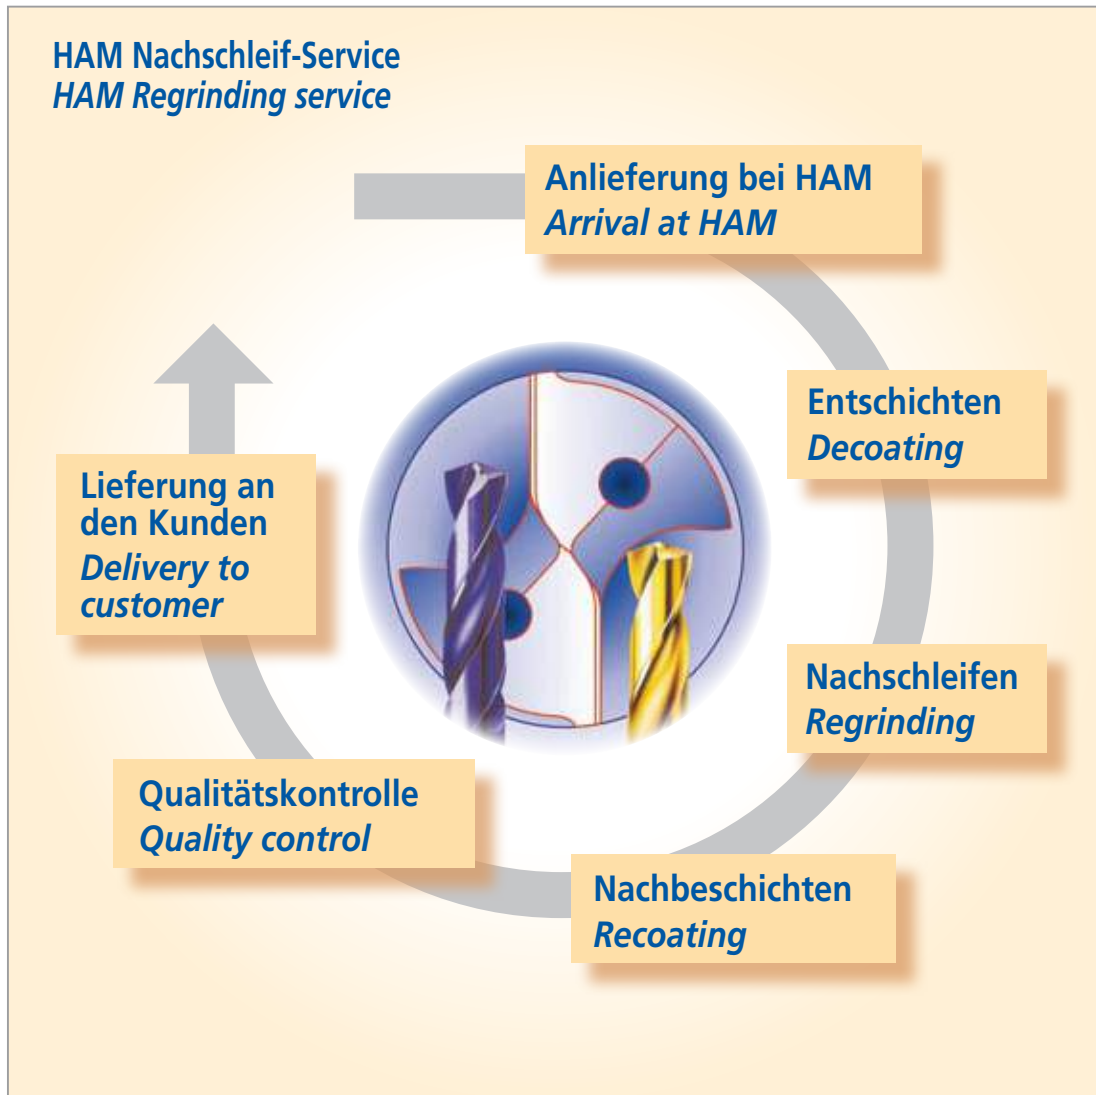 HAM Nachschleif-Service
HAM Regrinding service
Anlieferung bei HAM
Arrival at HAM
Entschichten
Decoating
Nachschleifen
Regrinding
Nachbeschichten
Recoating
Qualitätskontrolle
Quality control
Lieferung an
den Kunden
Delivery to
customer